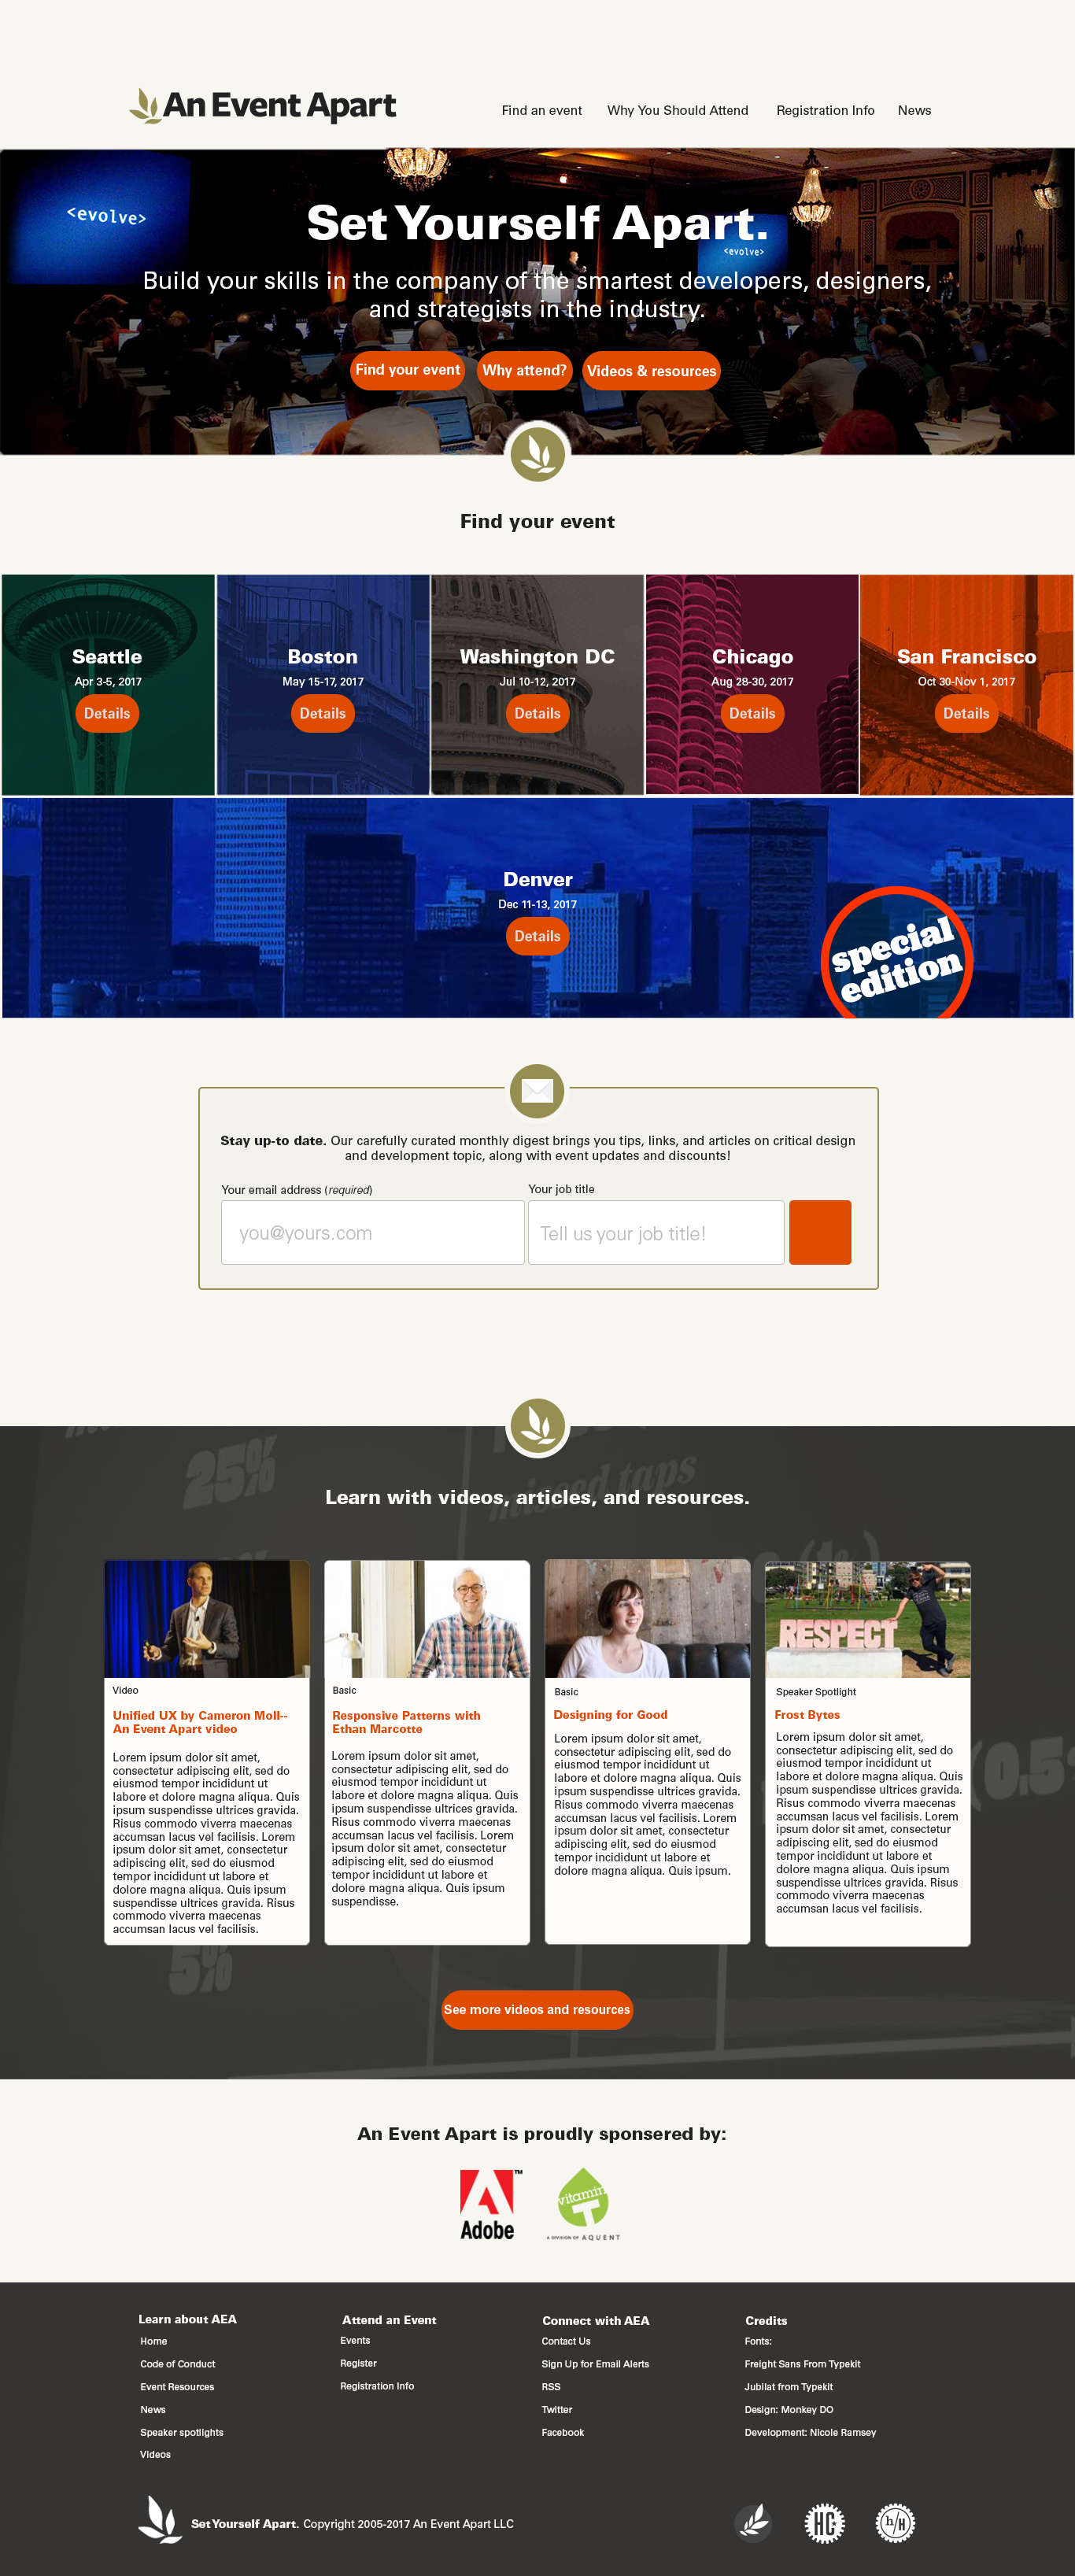 An Event Apart
Find an event Why You Should Attend Registration Info News
<evolve>
Set Yourself Apart.
<evolve>
Build your skills in the company of the smartest developers, designers,
and strategists in the industry.
Find your event Why attend? Videos & resources
Find your event
Seattle
Apr 3-5, 2017
Details
Boston
May 15-17, 2017
Details
Washington DC
Jul 10-12, 2017
Details
Chicago
Aug 28-30, 2017
Details
San Francisco
Oct 30-Nov 1, 2017
Details
Denver
Dec 11-13, 2017
Details
special
edition
Stay up-to date. Our carefully curated monthly digest brings you tips, links, and articles on critical design
and development topic, along with event updates and discounts!
Your email address (required)
you@yours.com
Your job title
Tell us your job title!
25%
missed taps
Learn with videos, articles, and resources.
Video
Unified UX by Cameron Moll--
An Event Apart video
Lorem ipsum dolor sit amet,
consectetur adipiscing elit, sed do
eiusmod tempor incididunt ut
labore et dolore magna aliqua. Quis
ipsum suspendisse ultrices gravida.
Risus commodo viverra maecenas
accumsan lacus vel facilisis. Lorem
ipsum dolor sit amet, consectetur
adipiscing elit, sed do eiusmod
tempor incididunt ut labore et
dolore magna aliqua. Quis ipsum
suspendisse ultrices gravida. Risus
commodo viverra maecenas
accumsan lacus vel facilisis.
Basic
Responsive Patterns with
Ethan Marcotte
Lorem ipsum dolor sit amet,
consectetur adipiscing elit, sed do
eiusmod tempor incididunt ut
labore et dolore magna aliqua. Quis
ipsum suspendisse ultrices gravida.
Risus commodo viverra maecenas
accumsan lacus vel facilisis. Lorem
ipsum dolor sit amet, consectetur
adipiscing elit, sed do eiusmod
tempor incididunt ut labore et
dolore magna aliqua. Quis ipsum
suspendisse.
Basic
Designing for Good
Lorem ipsum dolor sit amet,
consectetur adipiscing elit, sed do
eiusmod tempor incididunt ut
labore et dolore magna aliqua. Quis
ipsum suspendisse ultrices gravida.
Risus commodo viverra maecenas
accumsan lacus vel facilisis. Lorem
ipsum dolor sit amet, consectetur
adipiscing elit, sed do eiusmod
tempor incididunt ut labore et
dolore magna aliqua. Quis ipsum.
RESPECT
Speaker Spotlight
Frost Bytes
Lorem ipsum dolor sit amet,
consectetur adipiscing elit, sed do
eiusmod tempor incididunt ut
labore et dolore magna aliqua. Quis
ipsum suspendisse ultrices gravida.
Risus commodo viverra maecenas
accumsan lacus vel facilisis. Lorem
ipsum dolor sit amet, consectetur
adipiscing elit, sed do eiusmod
tempor incididunt ut labore et
dolore magna aliqua. Quis ipsum
suspendisse ultrices gravida. Risus
commodo viverra maecenas
accumsan lacus vel facilisis.
(0.5%
5%
See more videos and resources
An Event Apart is proudly sponsered by:
Adobe™
vitamin T
A DIVISION OF AQUENT
Learn about AEA
Home
Code of Conduct
Event Resources
News
Speaker spotlights
Videos
Attend an Event
Events
Register
Registration Info
Connect with AEA
Contact Us
Sign Up for Email Alerts
RSS
Twitter
Facebook
Credits
Fonts:
Freight Sans From Typekit
Jubilat from Typekit
Design: Monkey DO
Development: Nicole Ramsey
Set Yourself Apart. Copyright 2005-2017 An Event Apart LLC
HC
h/H